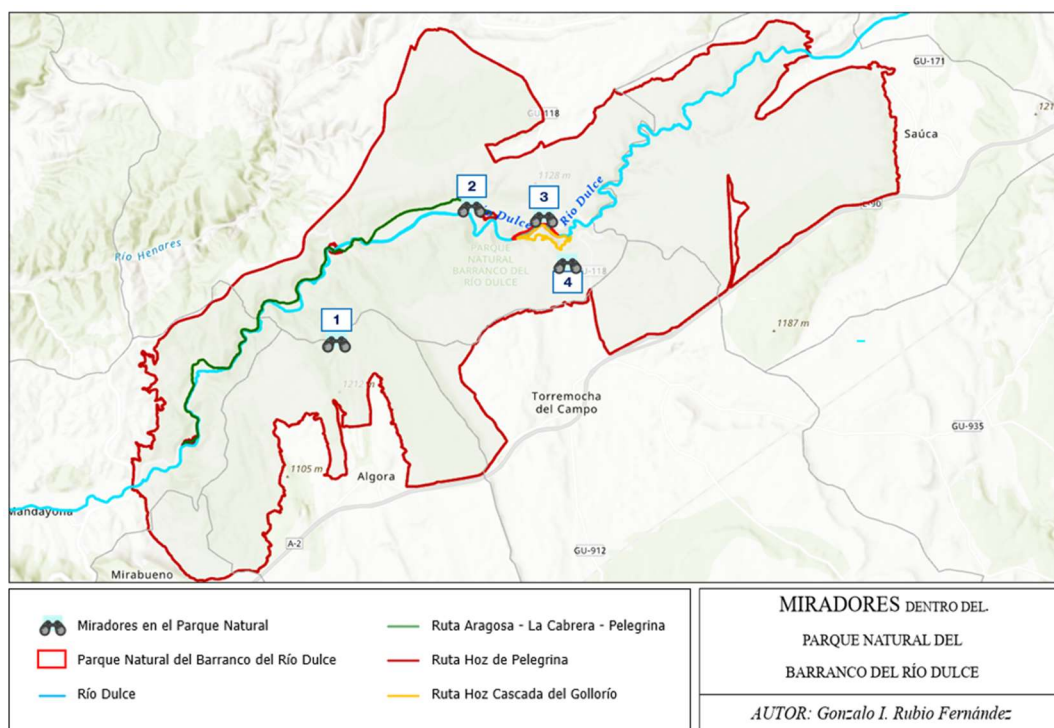 GU-171
GU-118
121
Saúca
1128 m
2
3
Río Dulce
Dulce
E-90
Río Henares
PARQUE
NATURAL
BARRANCO DEL
RÍO DULCE
-118
4
1
1187 m
1212 m
Torremocha
del Campo
GU-935
1105 m
Algora
Mandayona
A-2
GU-912
Mirabueno
Miradores en el Parque Natural
Parque Natural del Barranco del Río Dulce
Río Dulce
Ruta Aragosa - La Cabrera - Pelegrina
Ruta Hoz de Pelegrina
Ruta Hoz Cascada del Gollorío
MIRADORES DENTRO DEL.
PARQUE NATURAL DEL
BARRANCO DEL RÍO DULCE
AUTOR: Gonzalo I. Rubio Fernández